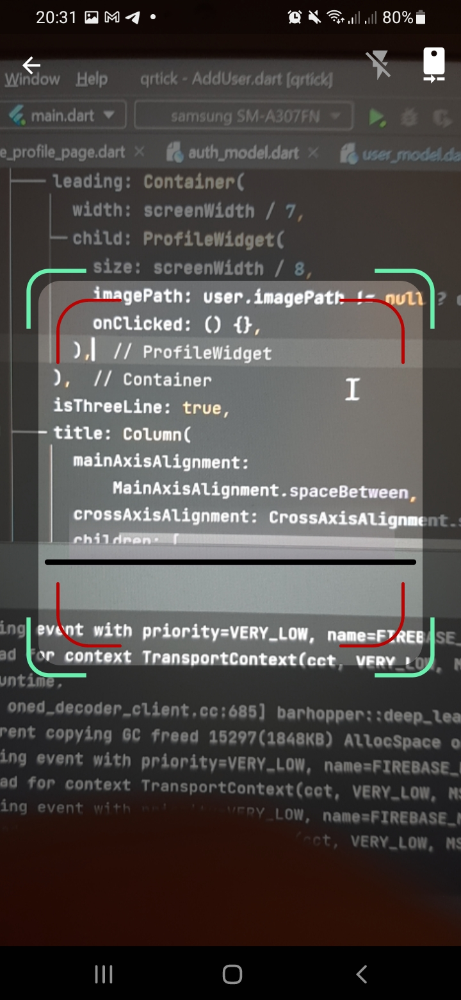 20:31 80%
Window Help qrtick - AddUser.dart [qrtick]
main.dart samsung SM-A307FN
e_profile_page.dart auth_model.dart user_model.da
leading: Container(
width: screenWidth / 7,
child: ProfileWidget(
size: screenWidth / 8,
imagePath: user.imagePath != null ?
onClicked: () {},
), // ProfileWidget
), // Container
isThreeLine: true,
title: Column(
mainAxisAlignment:
MainAxisAlignment.spaceBetween,
crossAxisAlignment: CrossAxisAlignment.s
children: [
ing event with priority=VERY_LOW, name=FIREBASE_
ad for context TransportContext(cct, VERY_LOW, M
untime.
oned_decoder_client.cc:685] barhopper::deep_lea
rent copying GC freed 15297(1848KB) AllocSpace o
ing event with priority=VERY_LOW, name=FIREBASE_
ad for context TransportContext(cct, VERY_LOW, MS
ing event with priority=VERY_LOW, name=FIREBASE_M
cct, VERY_LOW, MS